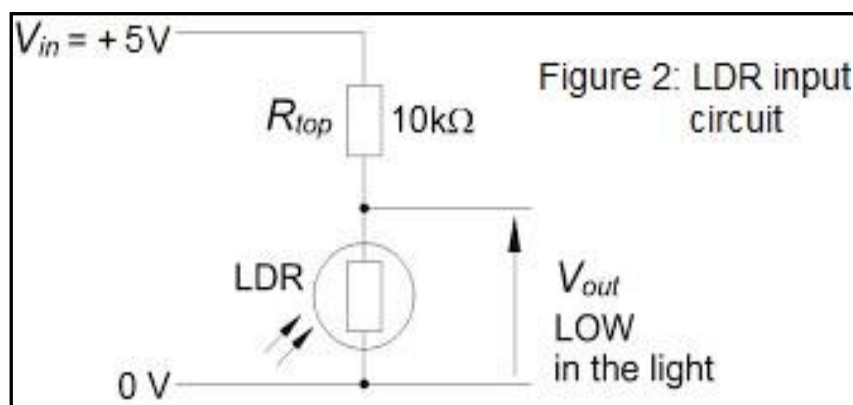 Vin = + 5V
Figure 2: LDR input
circuit
Rtop 10kΩ
LDR
Vout
LOW
in the light
0 V